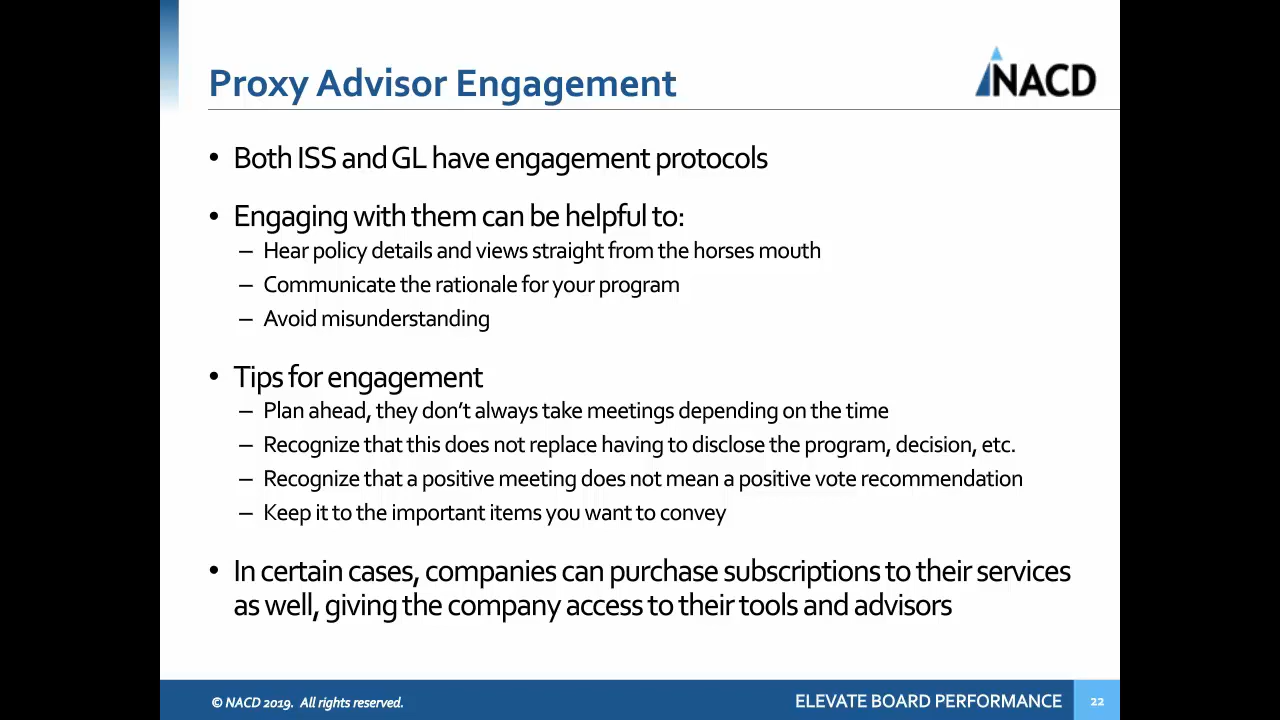 Proxy Advisor Engagement
NACD
• Both ISS and GL have engagement protocols
• Engaging with them can be helpful to:
– Hear policy details and views straight from the horses mouth
– Communicate the rationale for your program
– Avoid misunderstanding
• Tips for engagement
– Plan ahead, they don't always take meetings depending on the time
– Recognize that this does not replace having to disclose the program, decision, etc.
– Recognize that a positive meeting does not mean a positive vote recommendation
– Keep it to the important items you want to convey
• In certain cases, companies can purchase subscriptions to their services
as well, giving the company access to their tools and advisors
© NACD 2019. All rights reserved.
ELEVATE BOARD PERFORMANCE
22